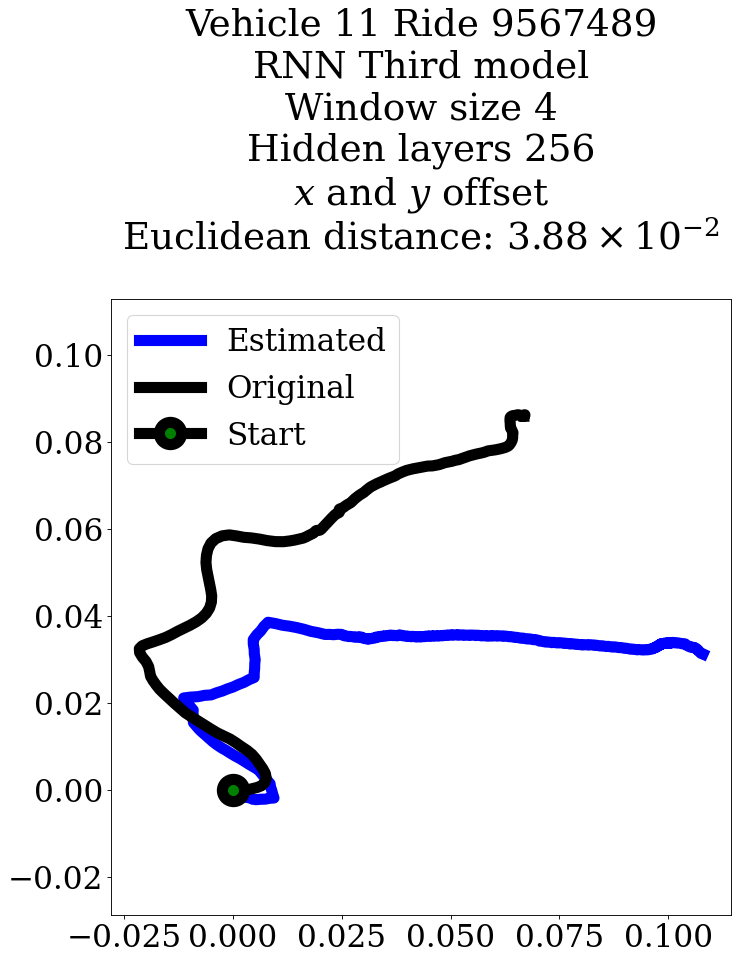 Vehicle 11 Ride 9567489
RNN Third model
Window size 4
Hidden layers 256
x and y offset
Euclidean distance: 3.88 × 10⁻²
Estimated
Original
Start
0.10
0.08
0.06
0.04
0.02
0.00
−0.02
−0.025 0.000 0.025 0.050 0.075 0.100